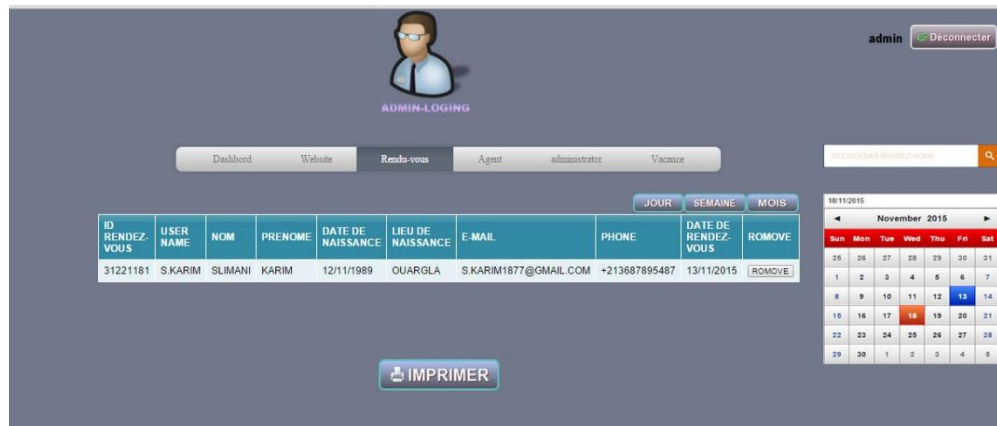 admin Déconnecter
ADMIN-LOGING
Dashbord Website Rendu-vous Agent administrator Vacance
JOUR SEMAINE MOIS
ID RENDEZ-VOUS USER NAME NOM PRENOME DATE DE NAISSANCE LIEU DE NAISSANCE E-MAIL PHONE DATE DE RENDEZ-VOUS ROMOVE
31221181 S.KARIM SLIMANI KARIM 12/11/1989 OUARGLA S.KARIM1877@GMAIL.COM +213687895487 13/11/2015 ROMOVE
IMPRIMER
18/11/2015
November 2015
Sun Mon Tue Wed Thu Fri Sat
25 26 27 28 29 30 31
1 2 3 4 5 6 7
8 9 10 11 12 13 14
15 16 17 18 19 20 21
22 23 24 25 26 27 28
29 30 1 2 3 4 5